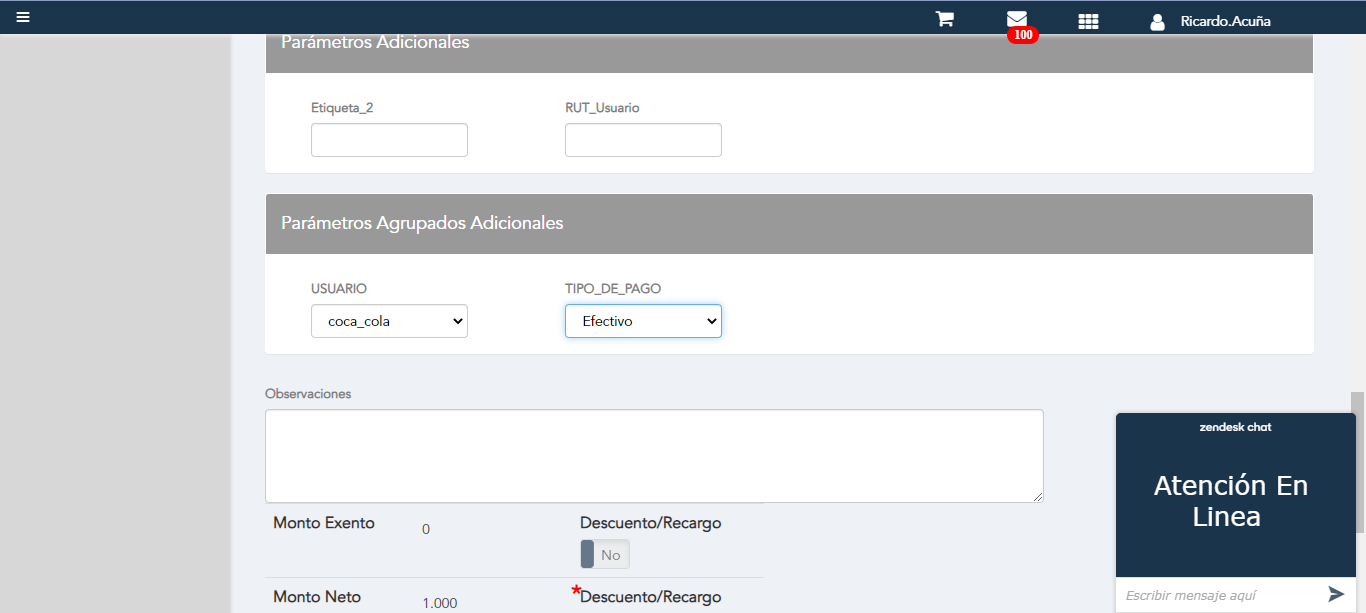 Ricardo.Acuña
100
Parámetros Adicionales
Etiqueta_2
RUT_Usuario
Parámetros Agrupados Adicionales
USUARIO
TIPO_DE_PAGO
coca_cola
Efectivo
Observaciones
zendesk chat
Atención En
Linea
Monto Exento
0
Descuento/Recargo
No
Monto Neto
1.000
*Descuento/Recargo
Escribir mensaje aquí